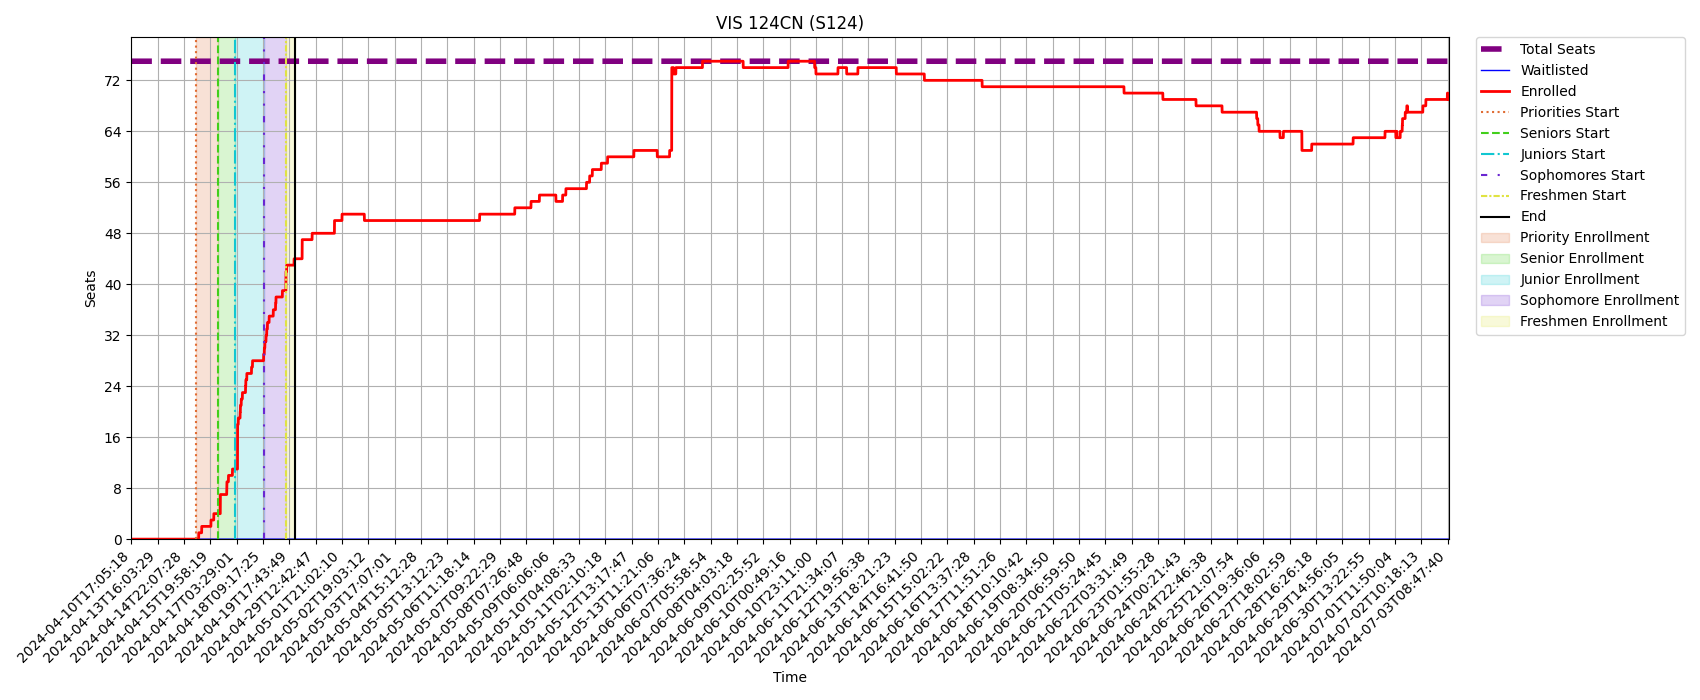 VIS 124CN (S124)
Total Seats
Waitlisted
Enrolled
Priorities Start
Seniors Start
Juniors Start
Sophomores Start
Freshmen Start
End
Priority Enrollment
Senior Enrollment
Junior Enrollment
Sophomore Enrollment
Freshmen Enrollment
Seats
72
64
56
48
40
32
24
16
8
0
2024-04-10T17:05:18
2024-04-13T16:03:29
2024-04-14T22:07:28
2024-04-15T19:58:19
2024-04-17T03:29:01
2024-04-18T09:17:25
2024-04-19T17:43:49
2024-04-29T12:42:47
2024-05-01T21:02:10
2024-05-02T19:03:12
2024-05-03T17:07:01
2024-05-04T15:12:28
2024-05-05T13:12:23
2024-05-06T11:18:14
2024-05-07T09:22:29
2024-05-08T07:26:48
2024-05-09T06:06:06
2024-05-10T04:08:33
2024-05-11T02:10:18
2024-05-12T13:17:47
2024-05-13T11:21:06
2024-06-06T07:36:24
2024-06-07T05:58:54
2024-06-08T04:03:18
2024-06-09T02:25:52
2024-06-10T00:49:16
2024-06-10T23:11:00
2024-06-11T21:34:07
2024-06-12T19:56:38
2024-06-13T18:21:23
2024-06-14T16:41:50
2024-06-15T15:02:22
2024-06-16T13:37:28
2024-06-17T11:51:26
2024-06-18T10:10:42
2024-06-19T08:34:50
2024-06-20T06:59:50
2024-06-21T05:24:45
2024-06-22T03:31:49
2024-06-23T01:55:28
2024-06-24T00:21:43
2024-06-24T22:46:38
2024-06-25T21:07:54
2024-06-26T19:36:06
2024-06-27T18:02:59
2024-06-28T16:26:18
2024-06-29T14:56:05
2024-06-30T13:22:55
2024-07-01T11:50:04
2024-07-02T10:18:13
2024-07-03T08:47:40
Time